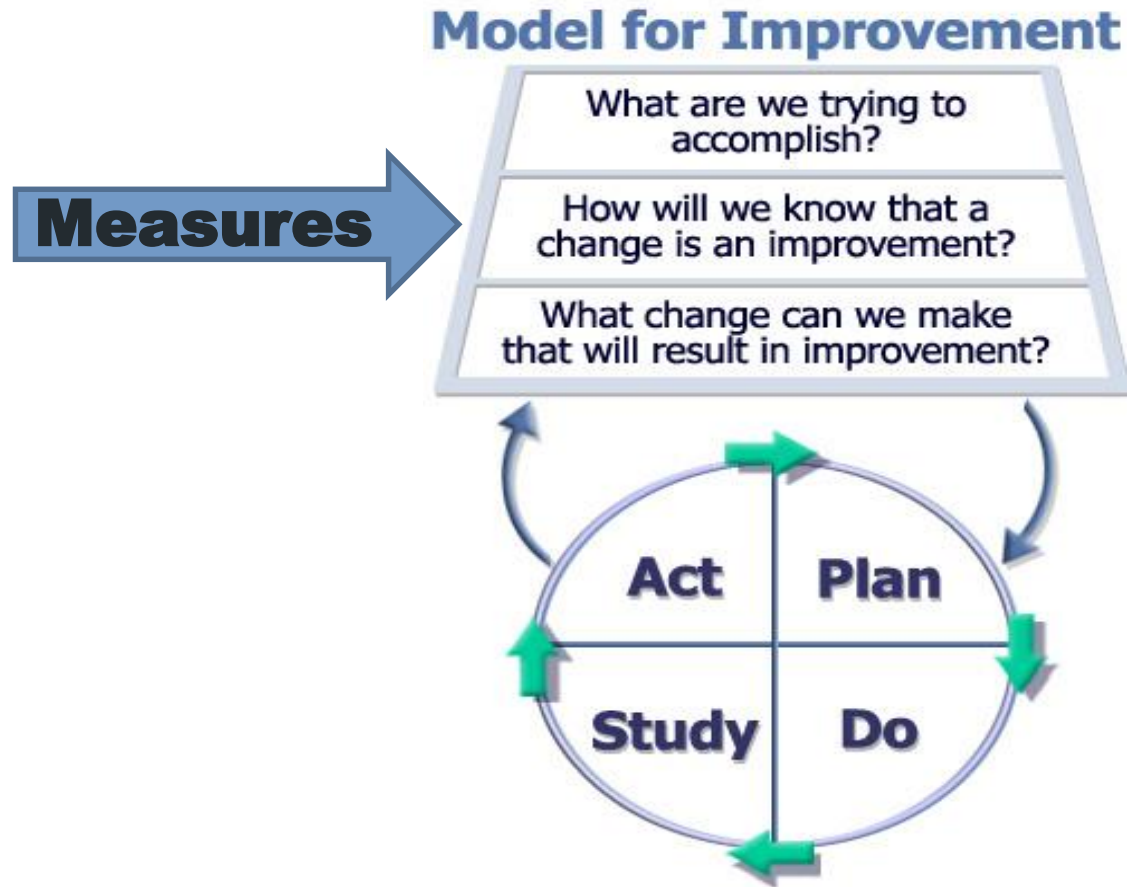 Model for Improvement
What are we trying to
accomplish?
Measures
How will we know that a
change is an improvement?
What change can we make
that will result in improvement?
Act
Plan
Study
Do